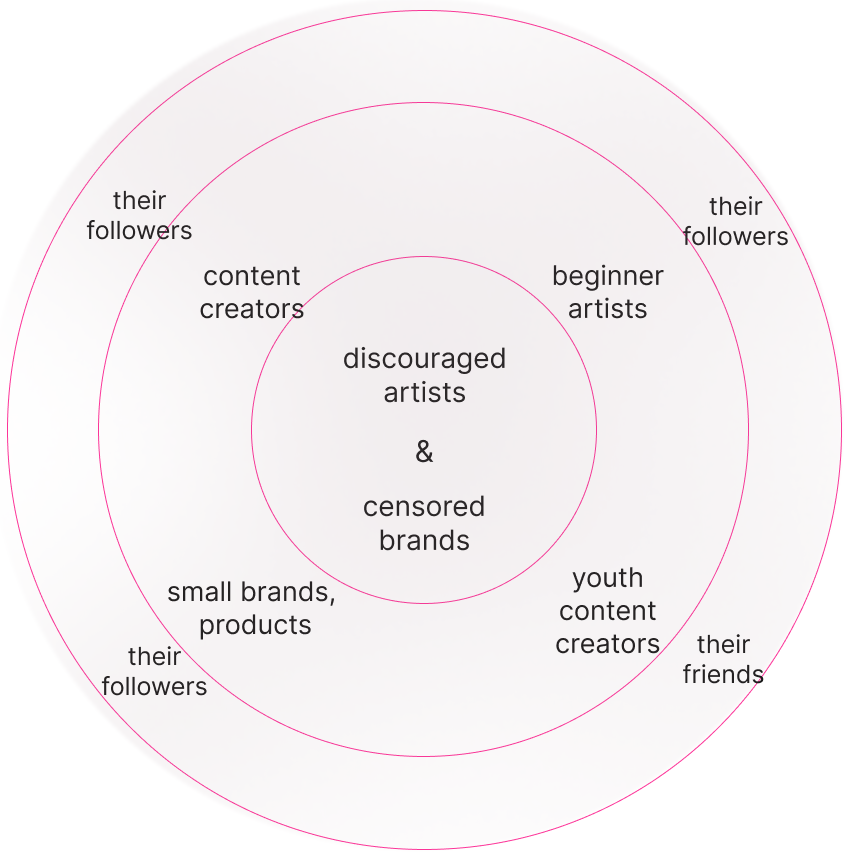 their
followers
their
followers
content
creators
beginner
artists
discouraged
artists
&
censored
brands
small brands,
products
youth
content
creators
their
followers
their
friends